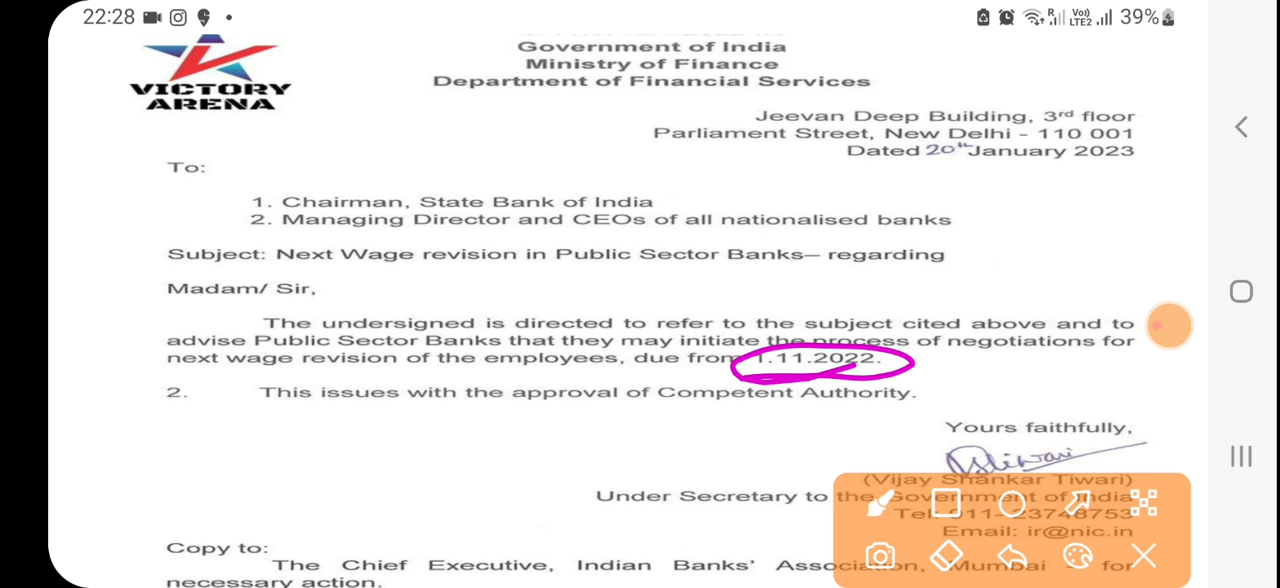 22:28
39%
VICTORY
ARENA
Government of India
Ministry of Finance
Department of Financial Services
Jeevan Deep Building, 3rd floor
Parliament Street, New Delhi - 110 001
Dated 20th January 2023
To:
1. Chairman, State Bank of India
2. Managing Director and CEOs of all nationalised banks
Subject: Next Wage revision in Public Sector Banks– regarding
Madam/ Sir,
The undersigned is directed to refer to the subject cited above and to
advise Public Sector Banks that they may initiate the process of negotiations for
next wage revision of the employees, due from 1.11.2022.
2. This issues with the approval of Competent Authority.
Yours faithfully,
(Vijay Shankar Tiwari)
Under Secretary to the Government of India
Tel: 011- 23748753
Email: ir@nic.in
Copy to:
The Chief Executive, Indian Banks' Association, Mumbai - for
necessary action.